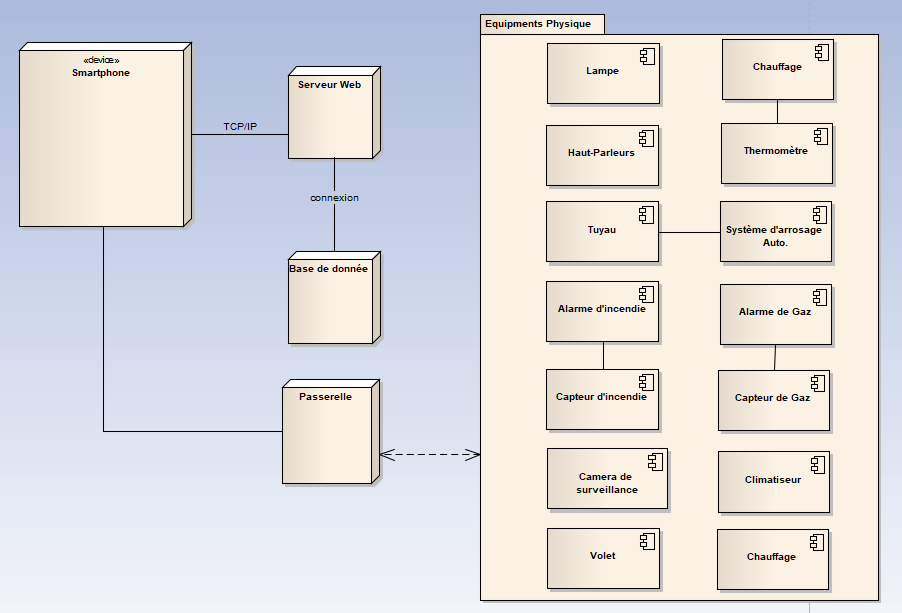 Equipments Physique
«device»
Smartphone
TCP/IP
Serveur Web
connexion
Base de donnée
Passerelle
Lampe
Chauffage
Haut-Parleurs
Thermomètre
Tuyau
Système d'arrosage
Auto.
Alarme d'incendie
Alarme de Gaz
Capteur d'incendie
Capteur de Gaz
Camera de
surveillance
Climatiseur
Volet
Chauffage